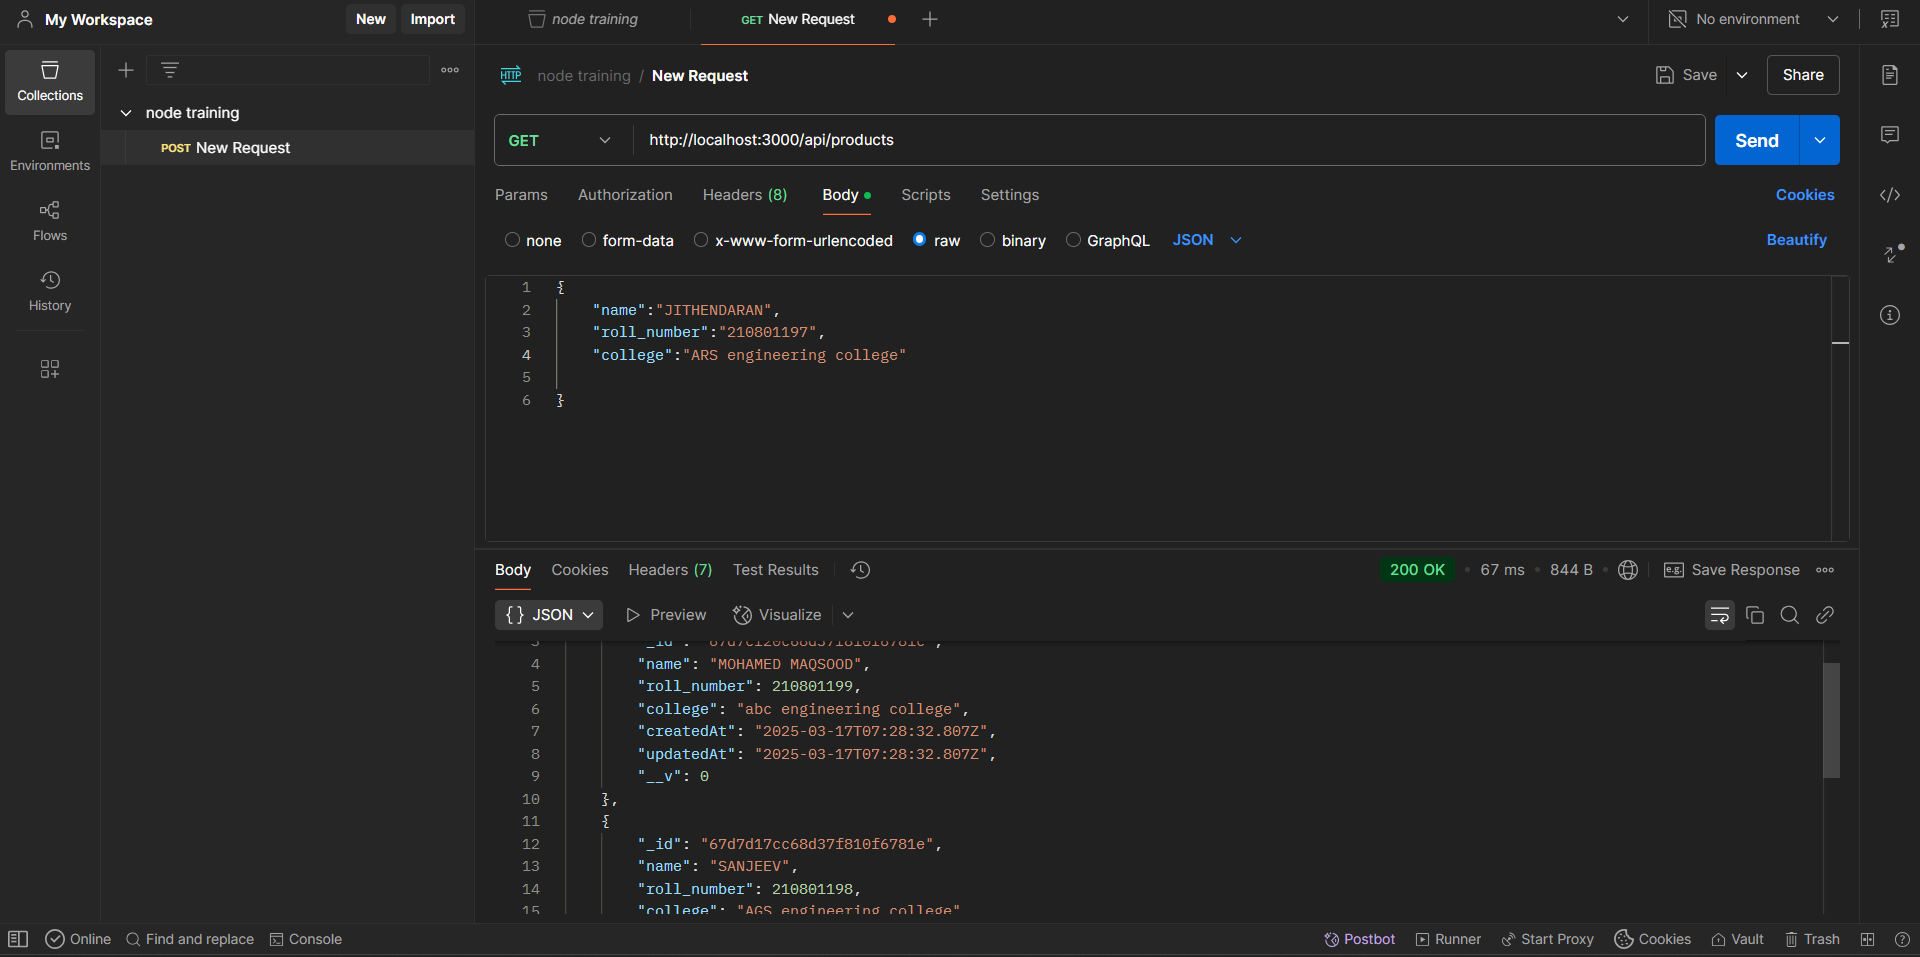 My Workspace
New
Import
node training
GET New Request
No environment
Collections
Environments
Flows
History
node training
POST New Request
HTTP node training / New Request
Save
Share
GET
http://localhost:3000/api/products
Send
Params
Authorization
Headers (8)
Body
Scripts
Settings
Cookies
none
form-data
x-www-form-urlencoded
raw
binary
GraphQL
JSON
Beautify
1 {
2 "name":"JITHENDARAN",
3 "roll_number":"210801197",
4 "college":"ARS engineering college"
5
6 }
Body
Cookies
Headers (7)
Test Results
200 OK
67 ms
844 B
e.g. Save Response
{} JSON
Preview
Visualize
4 "name": "MOHAMED MAQSOOD",
5 "roll_number": 210801199,
6 "college": "abc engineering college",
7 "createdAt": "2025-03-17T07:28:32.807Z",
8 "updatedAt": "2025-03-17T07:28:32.807Z",
9 "__v": 0
10 },
11 {
12 "_id": "67d7d17cc68d37f810f6781e",
13 "name": "SANJEEV",
14 "roll_number": 210801198,
15 "college": "AGS engineering college"
Online
Find and replace
Console
Postbot
Runner
Start Proxy
Cookies
Vault
Trash